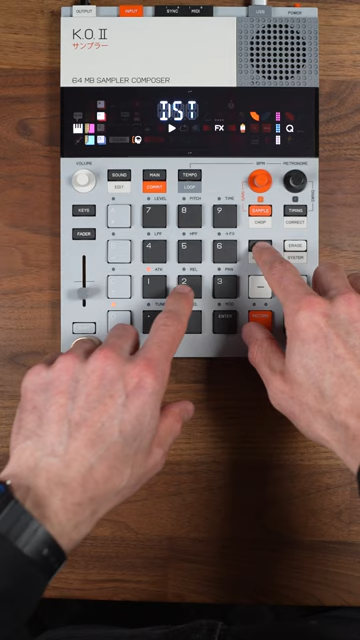 OUTPUT INPUT SYNC MIDI POWER
K.O. II
サンプラー
64 MB SAMPLER COMPOSER
DST
FX Q
VOLUME BPM METRONOME
SOUND MAIN TEMPO
EDIT COMMIT LOOP
KEYS
LEVEL PITCH TIME
7 8 9
SAMPLE TIMING
CHOP CORRECT
FADER
LPF HPF
4 5 6
ERASE
SYSTEM
ATK REL PAN
1 2 3 -
. ENTER RECORD